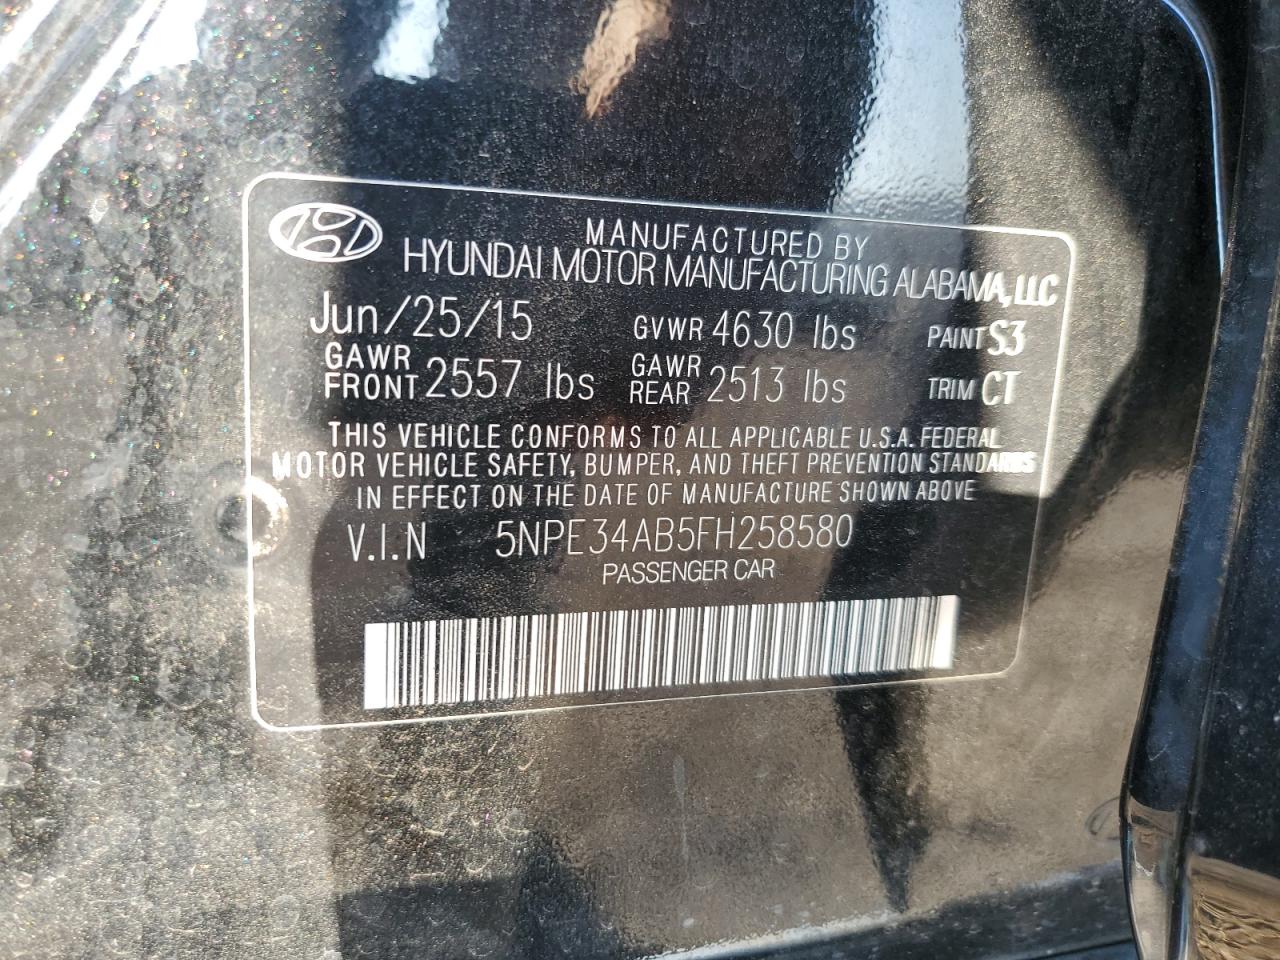 MANUFACTURED BY
HYUNDAI MOTOR MANUFACTURING ALABAMA, LLC
Jun/25/15 GVWR 4630 lbs PAINT S3
GAWR FRONT 2557 lbs GAWR REAR 2513 lbs TRIM CT
THIS VEHICLE CONFORMS TO ALL APPLICABLE U.S.A. FEDERAL
MOTOR VEHICLE SAFETY, BUMPER, AND THEFT PREVENTION STANDARDS
IN EFFECT ON THE DATE OF MANUFACTURE SHOWN ABOVE
V.I.N 5NPE34AB5FH258580
PASSENGER CAR